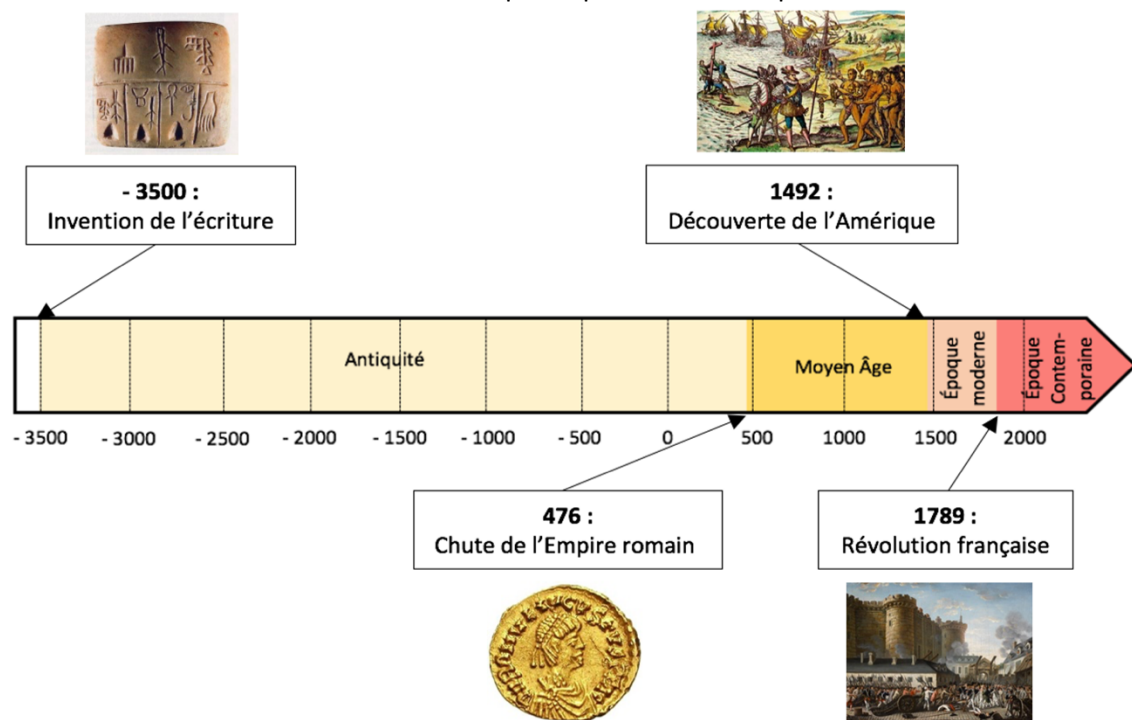 - 3500 :
Invention de l'écriture
1492 :
Découverte de l'Amérique
Antiquité
Moyen Âge
Époque
moderne
Époque
Contem-
poraine
- 3500 - 3000 - 2500 - 2000 - 1500 - 1000 - 500 0 500 1000 1500 2000
476 :
Chute de l'Empire romain
1789 :
Révolution française